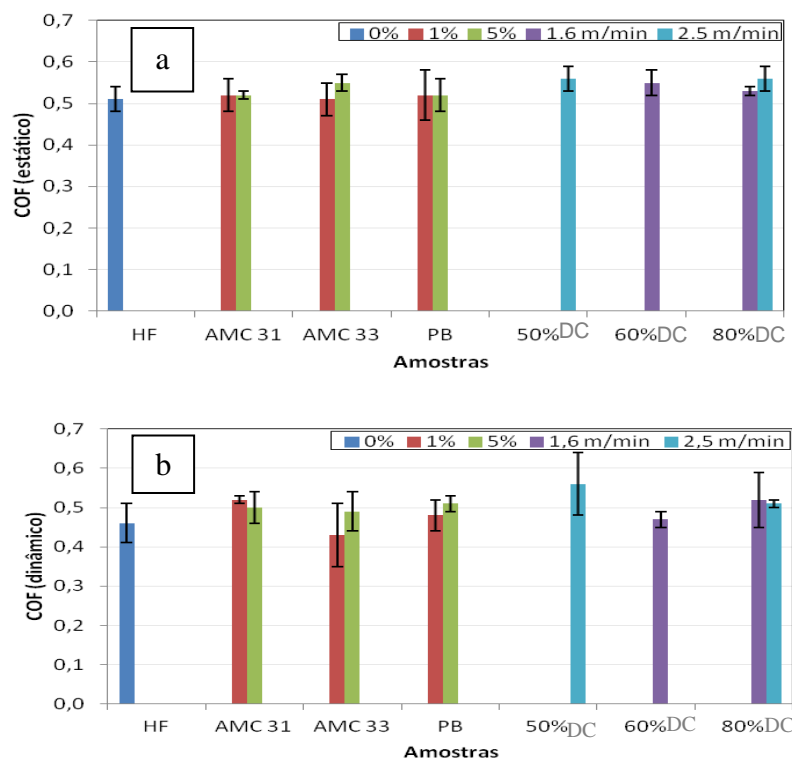 a
0% 1% 5% 1.6 m/min 2.5 m/min
COF (estático)
0,7
0,6
0,5
0,4
0,3
0,2
0,1
0,0
HF AMC 31 AMC 33 PB 50%DC 60%DC 80%DC
Amostras
b
0% 1% 5% 1,6 m/min 2,5 m/min
COF (dinâmico)
0,7
0,6
0,5
0,4
0,3
0,2
0,1
0,0
HF AMC 31 AMC 33 PB 50%DC 60%DC 80%DC
Amostras